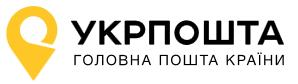 УКРПОШТА
ГОЛОВНА ПОШТА КРАЇНИ